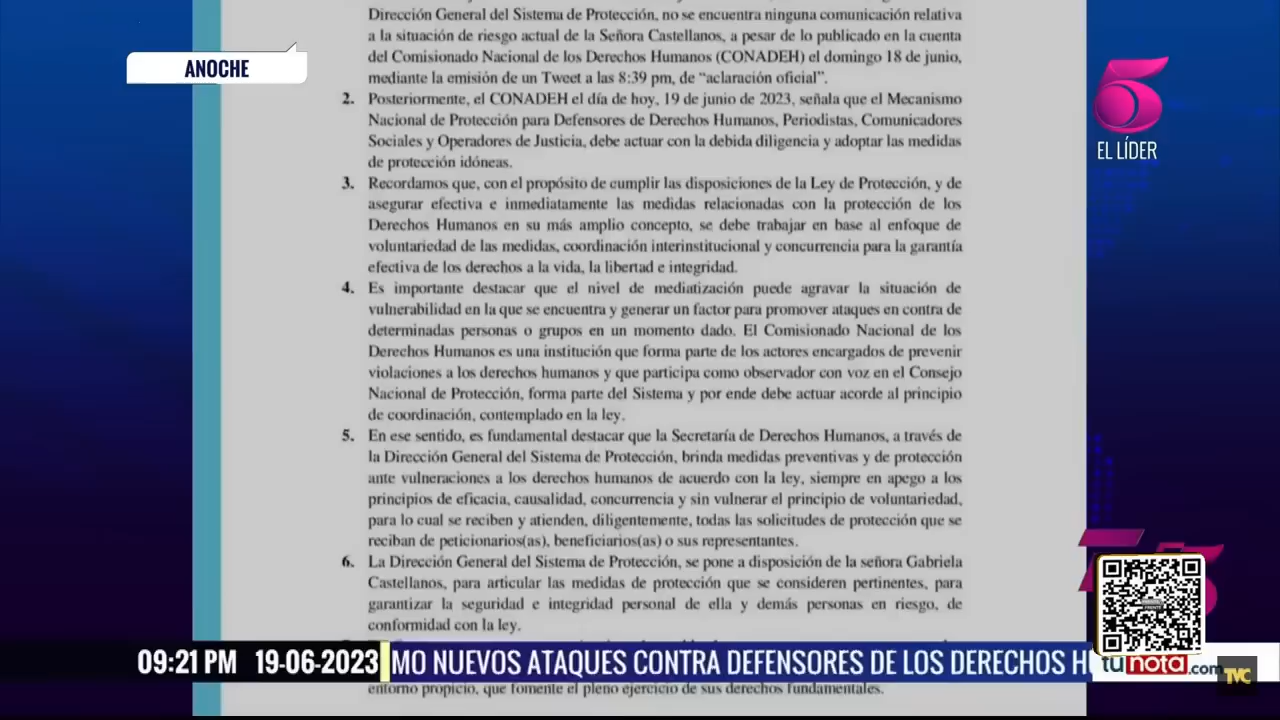 Dirección General del Sistema de Protección, no se encuentra ninguna comunicación relativa
a la situación de riesgo actual de la Señora Castellanos, a pesar de lo publicado en la cuenta
del Comisionado Nacional de los Derechos Humanos (CONADEH) el domingo 18 de junio,
mediante la emisión de un Tweet a las 8:39 pm, de “aclaración oficial”.
2. Posteriormente, el CONADEH el día de hoy, 19 de junio de 2023, señala que el Mecanismo
Nacional de Protección para Defensores de Derechos Humanos, Periodistas, Comunicadores
Sociales y Operadores de Justicia, debe actuar con la debida diligencia y adoptar las medidas
de protección idóneas.
3. Recordamos que, con el propósito de cumplir las disposiciones de la Ley de Protección, y de
asegurar efectiva e inmediatamente las medidas relacionadas con la protección de los
Derechos Humanos en su más amplio concepto, se debe trabajar en base al enfoque de
voluntariedad de las medidas, coordinación interinstitucional y concurrencia para la garantía
efectiva de los derechos a la vida, la libertad e integridad.
4. Es importante destacar que el nivel de mediatización puede agravar la situación de
vulnerabilidad en la que se encuentra y generar un factor para promover ataques en contra de
determinadas personas o grupos en un momento dado. El Comisionado Nacional de los
Derechos Humanos es una institución que forma parte de los actores encargados de prevenir
violaciones a los derechos humanos y que participa como observador con voz en el Consejo
Nacional de Protección, forma parte del Sistema y por ende debe actuar acorde al principio
de coordinación, contemplado en la ley.
5. En ese sentido, es fundamental destacar que la Secretaría de Derechos Humanos, a través de
la Dirección General del Sistema de Protección, brinda medidas preventivas y de protección
ante vulneraciones a los derechos humanos de acuerdo con la ley, siempre en apego a los
principios de eficacia, causalidad, concurrencia y sin vulnerar el principio de voluntariedad,
para lo cual se reciben y atienden, diligentemente, todas las solicitudes de protección que se
reciban de peticionarios(as), beneficiarios(as) o sus representantes.
6. La Dirección General del Sistema de Protección, se pone a disposición de la señora Gabriela
Castellanos, para articular las medidas de protección que se consideren pertinentes, para
garantizar la seguridad e integridad personal de ella y demás personas en riesgo, de
conformidad con la ley.
entorno propicio, que fomente el pleno ejercicio de sus derechos fundamentales.
ANOCHE
5
EL LÍDER
09:21 PM 19-06-2023 MO NUEVOS ATAQUES CONTRA DEFENSORES DE LOS DERECHOS H
tunota.com
TVC